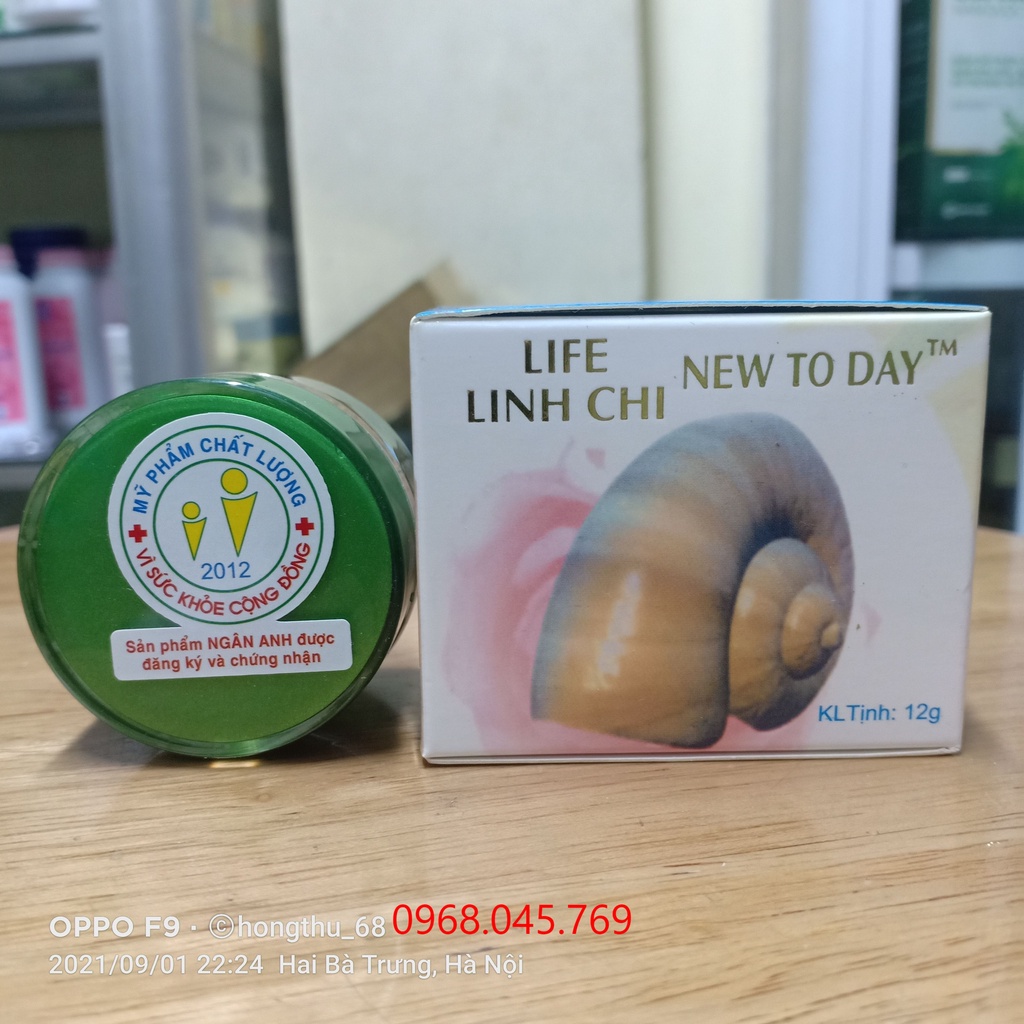 LIFE
LINH CHI
NEW TO DAY™
KLTịnh: 12g
MỸ PHẨM CHẤT LƯỢNG
2012
VÌ SỨC KHỎE CỘNG ĐỒNG
Sản phẩm NGÂN ANH được
đăng ký và chứng nhận
OPPO F9 · ©hongthu_68
0968.045.769
2021/09/01 22:24 Hai Bà Trưng, Hà Nội